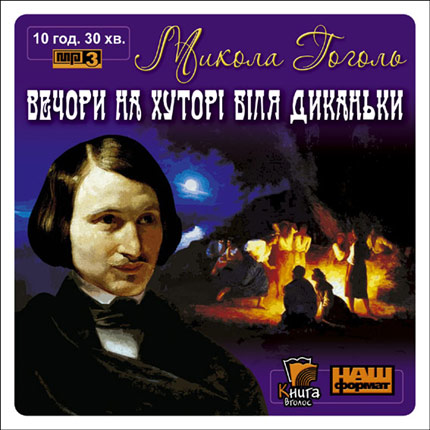 10 год. 30 хв.
MP3
Микола Гоголь
ВЕЧОРИ НА ХУТОРІ БІЛЯ ДИКАНЬКИ
Книга
вголос
НАШ
формат